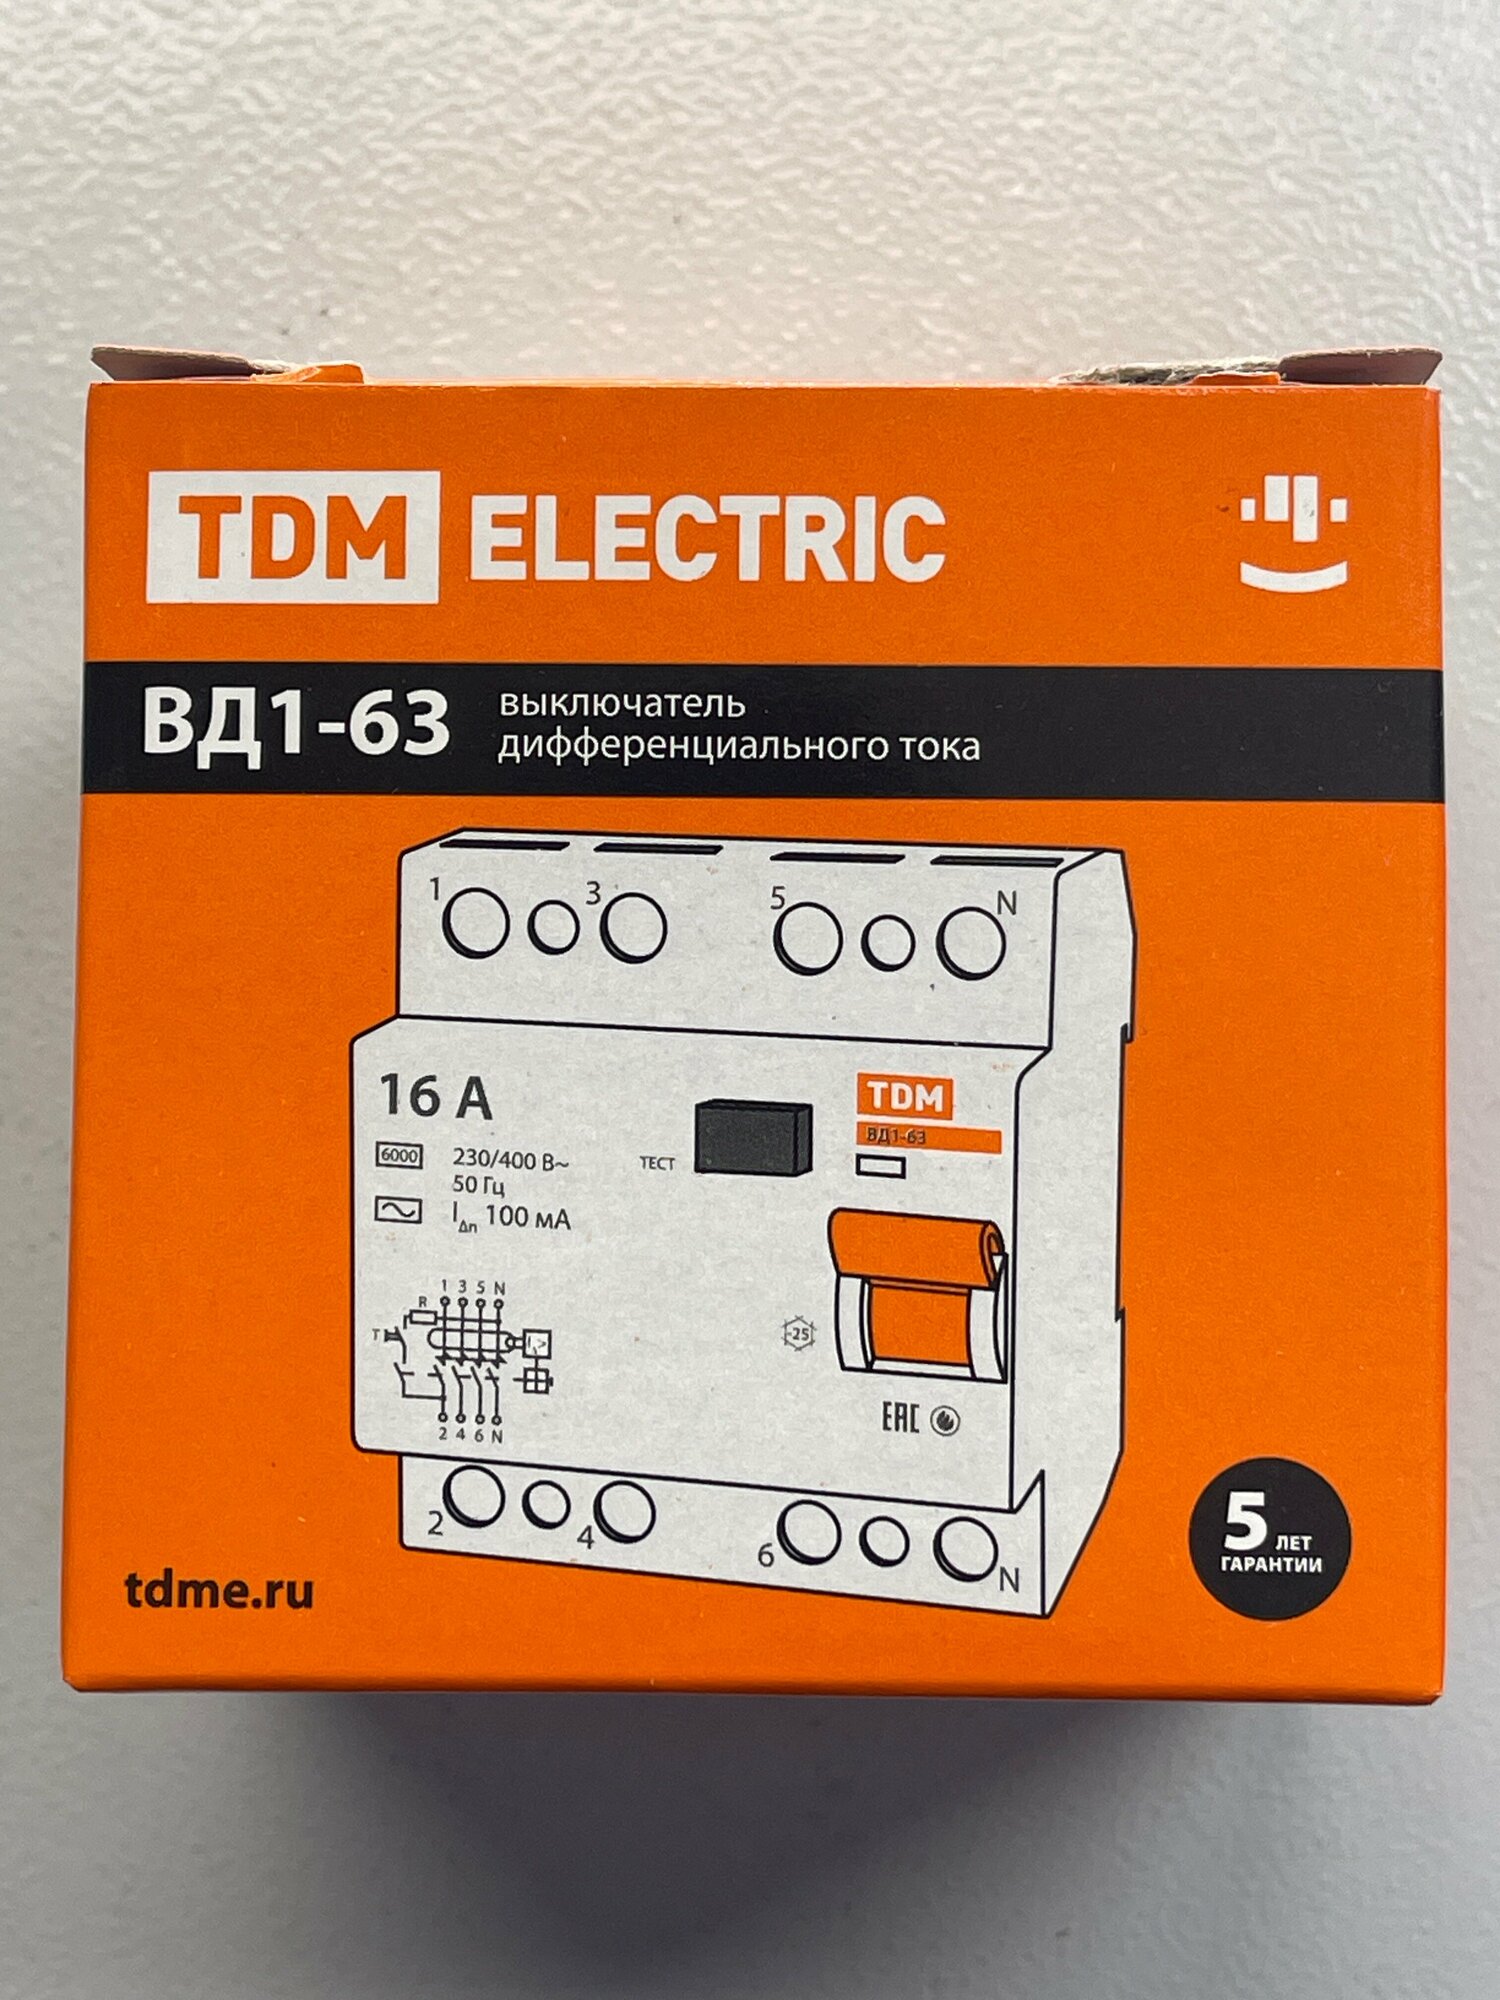 TDM ELECTRIC
ВД1-63
выключатель
дифференциального тока
1 3 5 N
16 А
TDM
ВД1-63
6000 230/400 В~
50 Гц
IΔn 100 мА
ТЕСТ
1 3 5 N
R
T
I>
2 4 6 N
-25
EAC
2 4 6 N
5 ЛЕТ
ГАРАНТИИ
tdme.ru